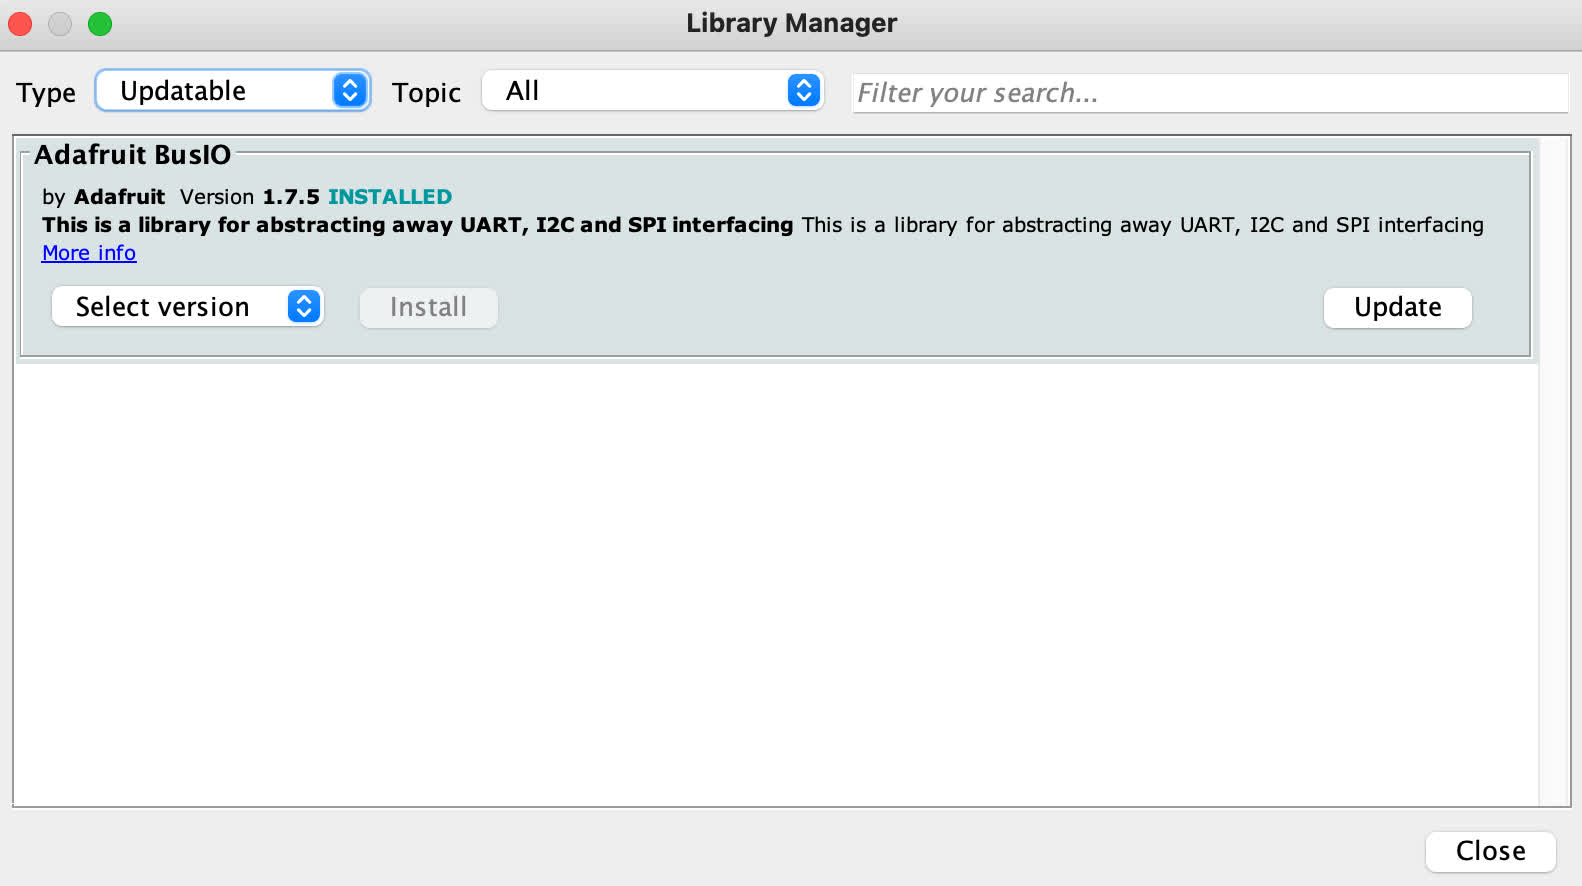 Library Manager
Type Updatable Topic All Filter your search...
Adafruit BusIO
by Adafruit Version 1.7.5 INSTALLED
This is a library for abstracting away UART, I2C and SPI interfacing This is a library for abstracting away UART, I2C and SPI interfacing
More info
Select version Install Update
Close